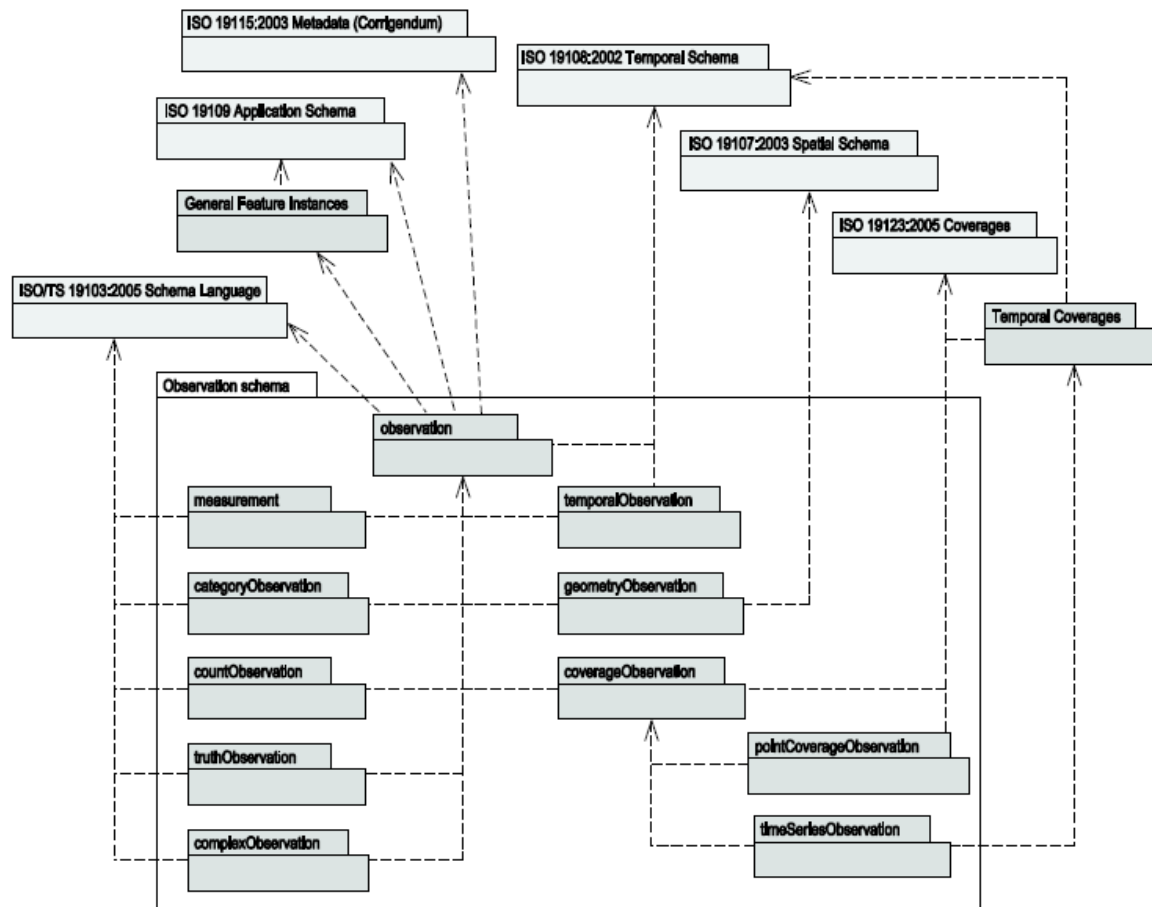 ISO 19115:2003 Metadata (Corrigendum)
ISO 19108:2002 Temporal Schema
ISO 19109 Application Schema
ISO 19107:2003 Spatial Schema
General Feature Instances
ISO 19123:2005 Coverages
ISO/TS 19103:2005 Schema Language
Temporal Coverages
Observation schema
observation
measurement
temporalObservation
categoryObservation
geometryObservation
countObservation
coverageObservation
truthObservation
pointCoverageObservation
complexObservation
timeSeriesObservation